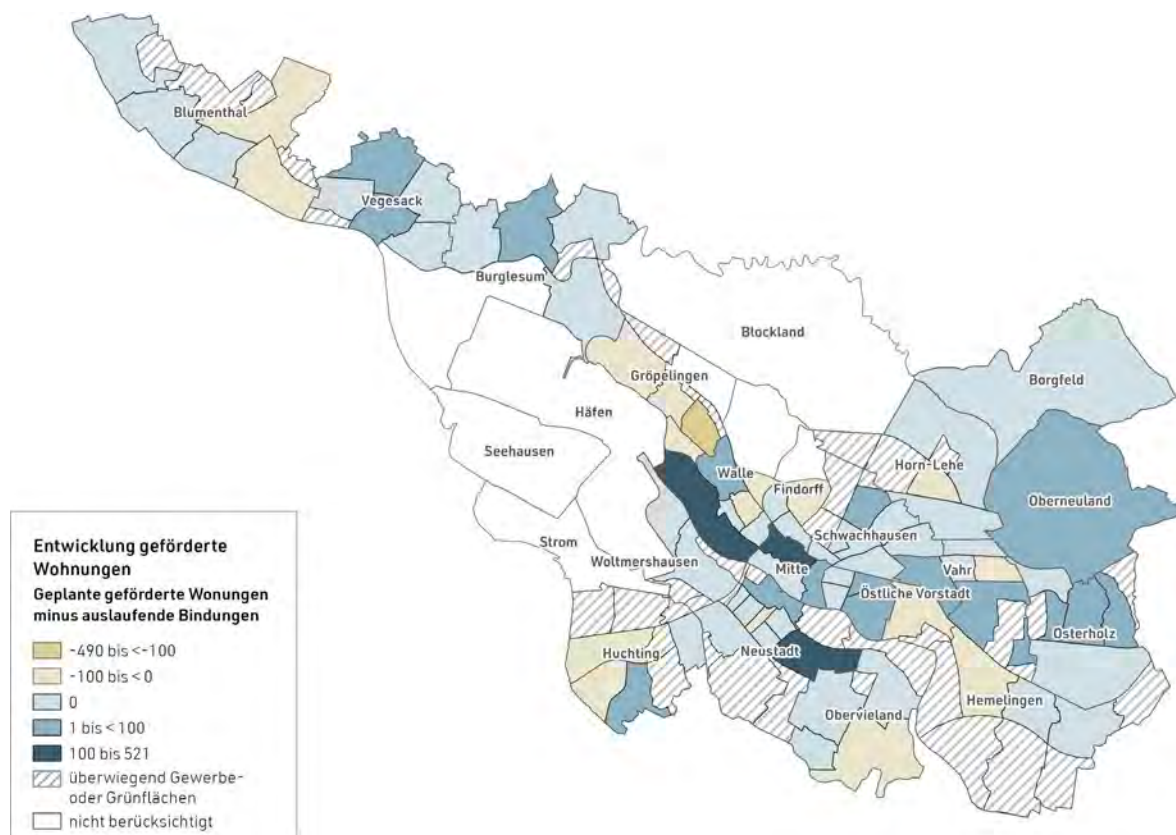 Blumenthal
Vegesack
Burglesum
Blockland
Borgfeld
Gröpelingen
Häfen
Seehausen
Horn-Lehe
Walle
Findorff
Oberneuland
Schwachhausen
Strom
Woltmershausen
Mitte
Vahr
Östliche Vorstadt
Osterholz
Huchting
Neustadt
Hemelingen
Obervieland
Entwicklung geförderte
Wohnungen
Geplante geförderte Wonungen
minus auslaufende Bindungen
-490 bis <-100
-100 bis < 0
0
1 bis < 100
100 bis 521
überwiegend Gewerbe-
oder Grünflächen
nicht berücksichtigt